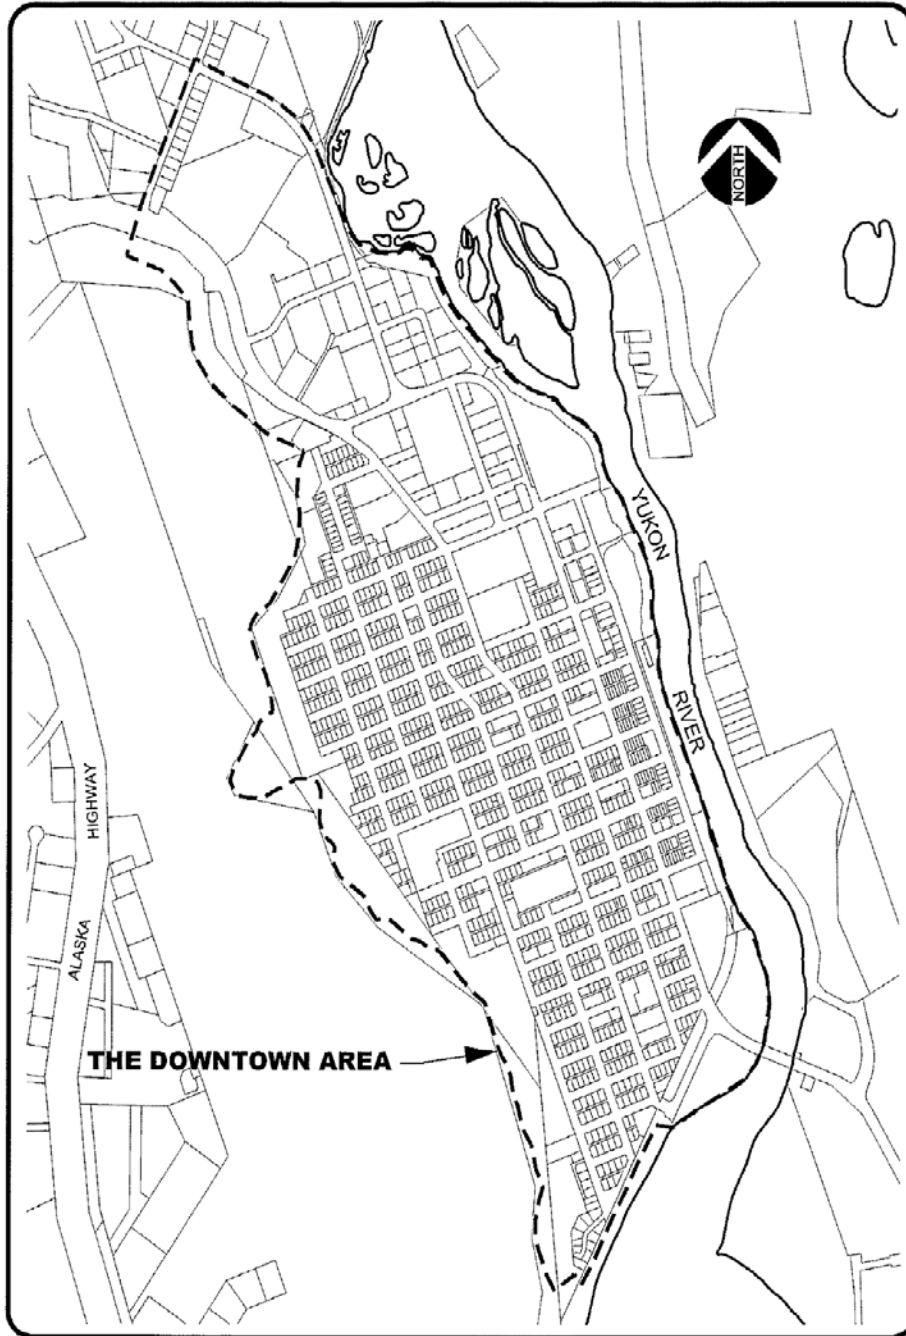 NORTH
YUKON
RIVER
HIGHWAY
ALASKA
THE DOWNTOWN AREA